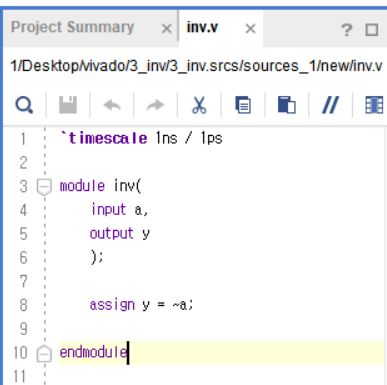 Project Summary × inv.v × ? □
1/Desktop/vivado/3_inv/3_inv.srcs/sources_1/new/inv.v
//
1 `timescale 1ns / 1ps
2
3 module inv(
4 input a,
5 output y
6 );
7
8 assign y = ~a;
9
10 endmodule
11